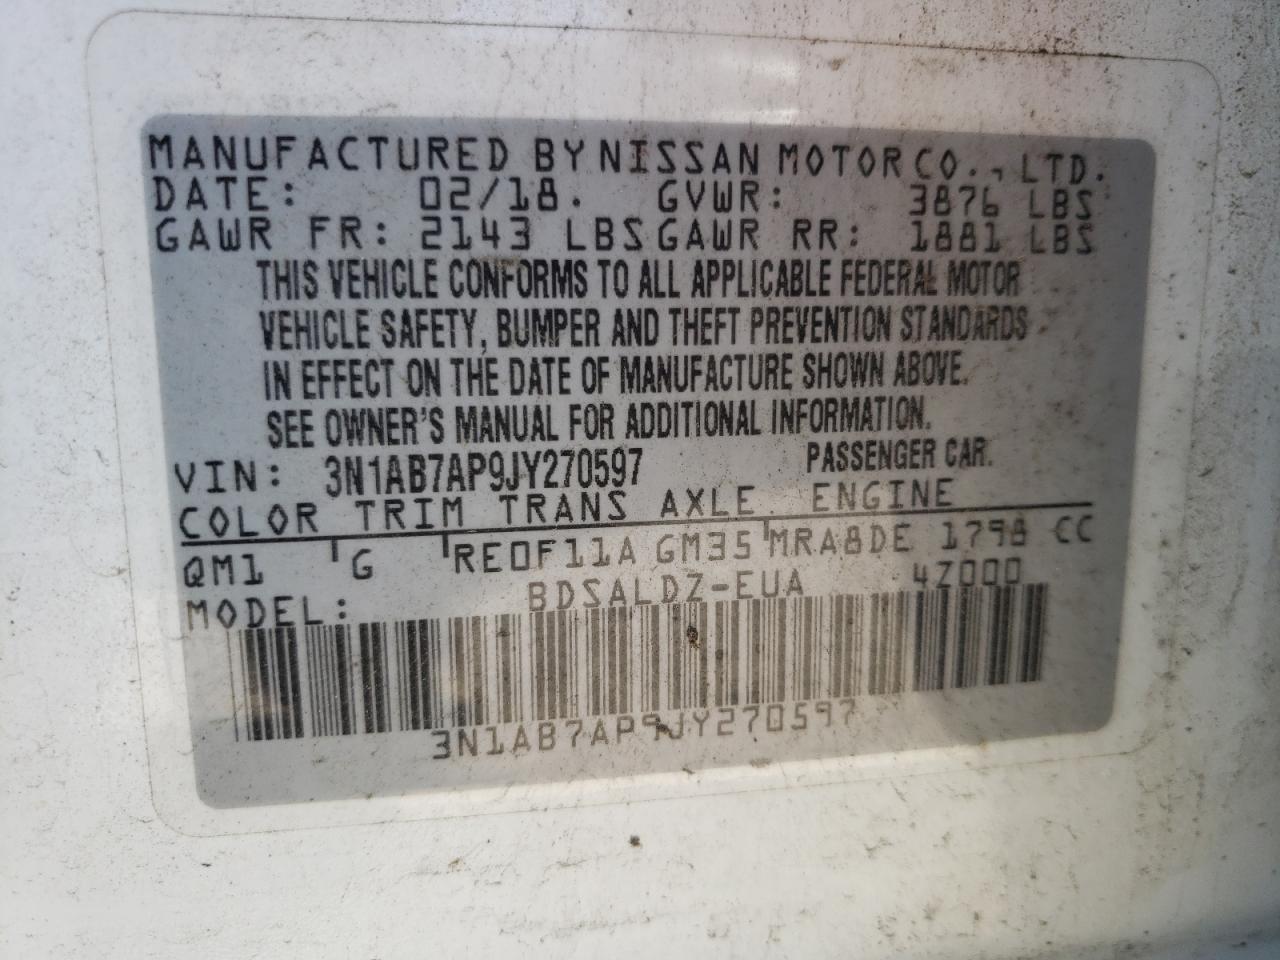 MANUFACTURED BY NISSAN MOTOR CO., LTD.
DATE: 02/18. GVWR: 3876 LBS
GAWR FR: 2143 LBS GAWR RR: 1881 LBS
THIS VEHICLE CONFORMS TO ALL APPLICABLE FEDERAL MOTOR
VEHICLE SAFETY, BUMPER AND THEFT PREVENTION STANDARDS
IN EFFECT ON THE DATE OF MANUFACTURE SHOWN ABOVE.
SEE OWNER'S MANUAL FOR ADDITIONAL INFORMATION.
VIN: 3N1AB7AP9JY270597 PASSENGER CAR.
COLOR TRIM TRANS AXLE ENGINE
QM1 G RE0F11A GM35 MRA8DE 1798 CC
MODEL: BDSALDZ-EUA 4Z000
3N1AB7AP9JY270597